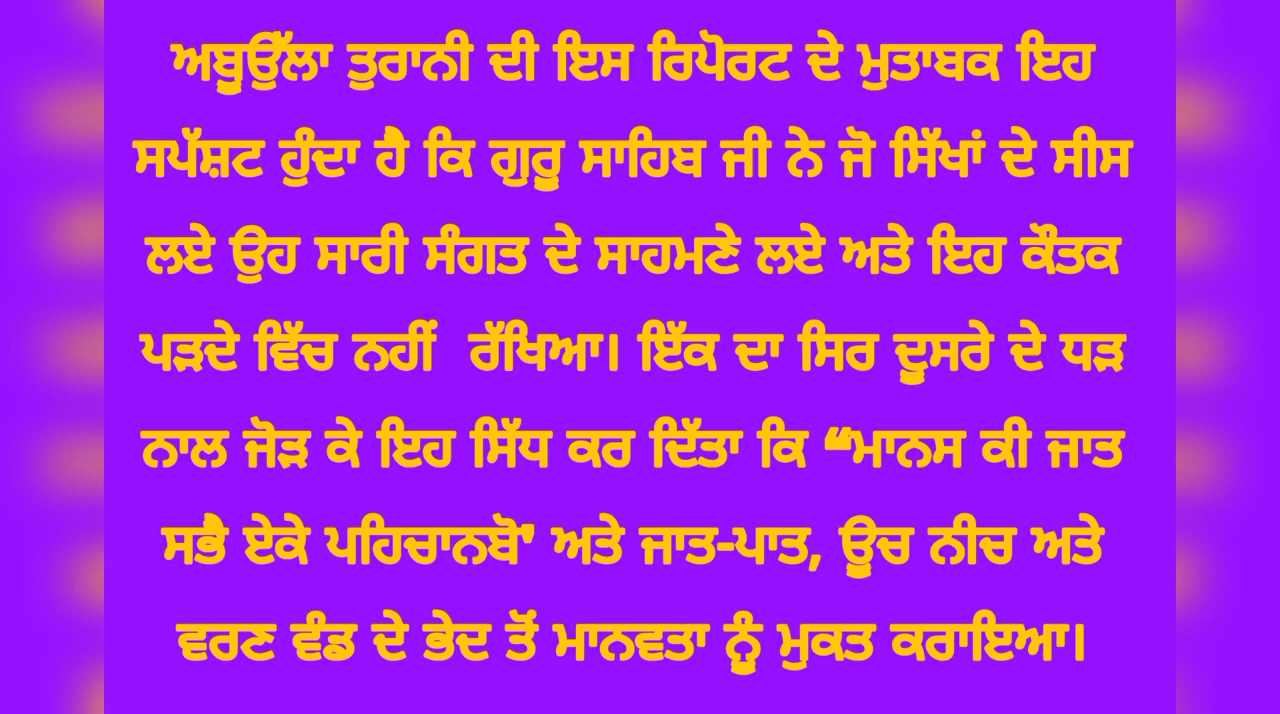 ਅਬੂਉੱਲਾ ਤੁਰਾਨੀ ਦੀ ਇਸ ਰਿਪੋਰਟ ਦੇ ਮੁਤਾਬਕ ਇਹ
ਸਪੱਸ਼ਟ ਹੁੰਦਾ ਹੈ ਕਿ ਗੁਰੂ ਸਾਹਿਬ ਜੀ ਨੇ ਜੋ ਸਿੱਖਾਂ ਦੇ ਸੀਸ
ਲਏ ਉਹ ਸਾਰੀ ਸੰਗਤ ਦੇ ਸਾਹਮਣੇ ਲਏ ਅਤੇ ਇਹ ਕੌਤਕ
ਪੜਦੇ ਵਿੱਚ ਨਹੀਂ ਰੱਖਿਆ। ਇੱਕ ਦਾ ਸਿਰ ਦੂਸਰੇ ਦੇ ਧੜ
ਨਾਲ ਜੋੜ ਕੇ ਇਹ ਸਿੱਧ ਕਰ ਦਿੱਤਾ ਕਿ “ਮਾਨਸ ਕੀ ਜਾਤ
ਸਭੈ ਏਕੇ ਪਹਿਚਾਨਬੋ' ਅਤੇ ਜਾਤ-ਪਾਤ, ਊਚ ਨੀਚ ਅਤੇ
ਵਰਣ ਵੰਡ ਦੇ ਭੇਦ ਤੋਂ ਮਾਨਵਤਾ ਨੂੰ ਮੁਕਤ ਕਰਾਇਆ।